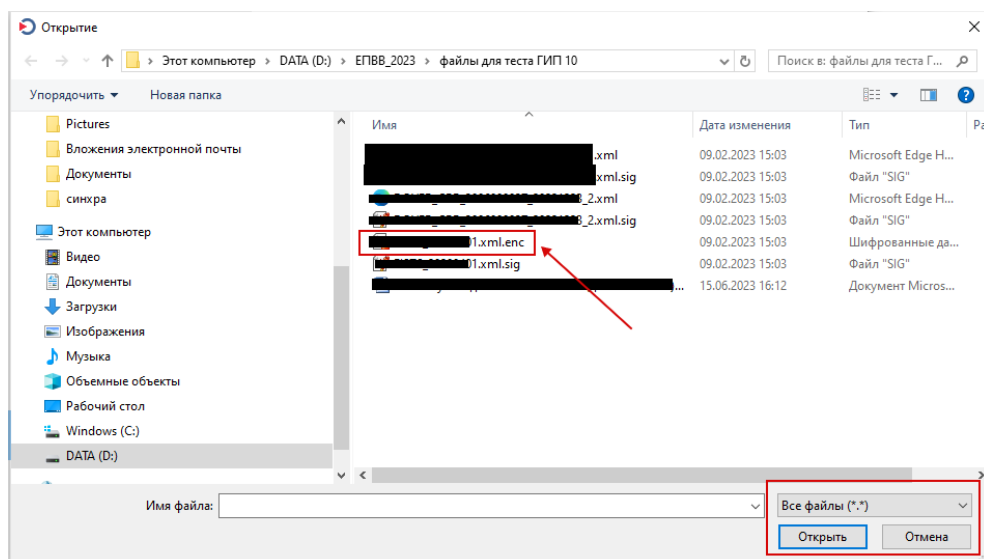 Открытие
Этот компьютер > DATA (D:) > ЕПВВ_2023 > файлы для теста ГИП 10
Поиск в: файлы для теста Г...
Упорядочить
Новая папка
Pictures
Вложения электронной почты
Документы
синхра
Этот компьютер
Видео
Документы
Загрузки
Изображения
Музыка
Объемные объекты
Рабочий стол
Windows (C:)
DATA (D:)
Имя Дата изменения Тип Ра
.xml 09.02.2023 15:03 Microsoft Edge H...
xml.sig 09.02.2023 15:03 Файл "SIG"
_2.xml 09.02.2023 15:03 Microsoft Edge H...
_2.xml.sig 09.02.2023 15:03 Файл "SIG"
01.xml.enc 09.02.2023 15:03 Шифрованные да...
01.xml.sig 09.02.2023 15:03 Файл "SIG"
)... 15.06.2023 16:12 Документ Micros...
Имя файла:
Все файлы (*.*)
Открыть Отмена